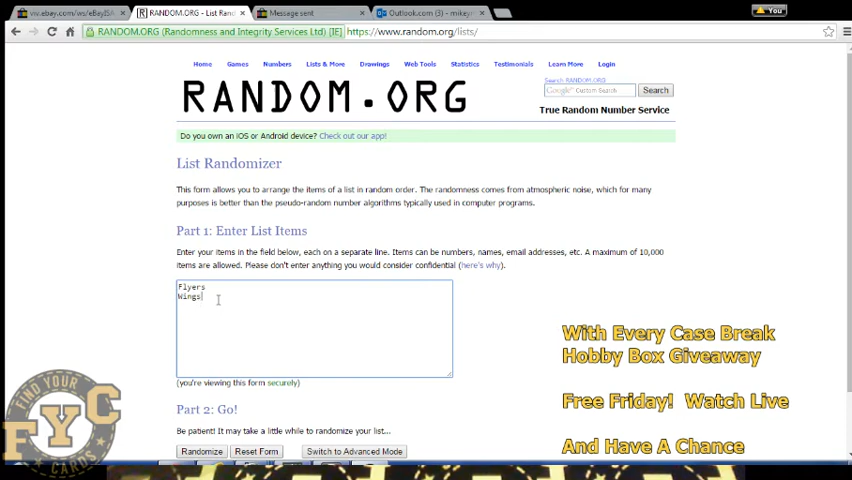 viv.ebay.com/ws/eBayISA
RANDOM.ORG - List Rand
Message sent
Outlook.com (3) - mikeym
You
RANDOM.ORG (Randomness and Integrity Services Ltd) [IE]
https://www.random.org/lists/
Home Games Numbers Lists & More Drawings Web Tools Statistics Testimonials Learn More Login
RANDOM.ORG
Search RANDOM.ORG
Google™ Custom Search
Search
True Random Number Service
Do you own an iOS or Android device? Check out our app!
List Randomizer
This form allows you to arrange the items of a list in random order. The randomness comes from atmospheric noise, which for many
purposes is better than the pseudo-random number algorithms typically used in computer programs.
Part 1: Enter List Items
Enter your items in the field below, each on a separate line. Items can be numbers, names, email addresses, etc. A maximum of 10,000
items are allowed. Please don't enter anything you would consider confidential (here's why).
Flyers
Wings
(you're viewing this form securely)
Part 2: Go!
Be patient! It may take a little while to randomize your list...
Randomize
Reset Form
Switch to Advanced Mode
With Every Case Break
Hobby Box Giveaway
Free Friday! Watch Live
And Have A Chance
FIND YOUR
FYC
CARDS